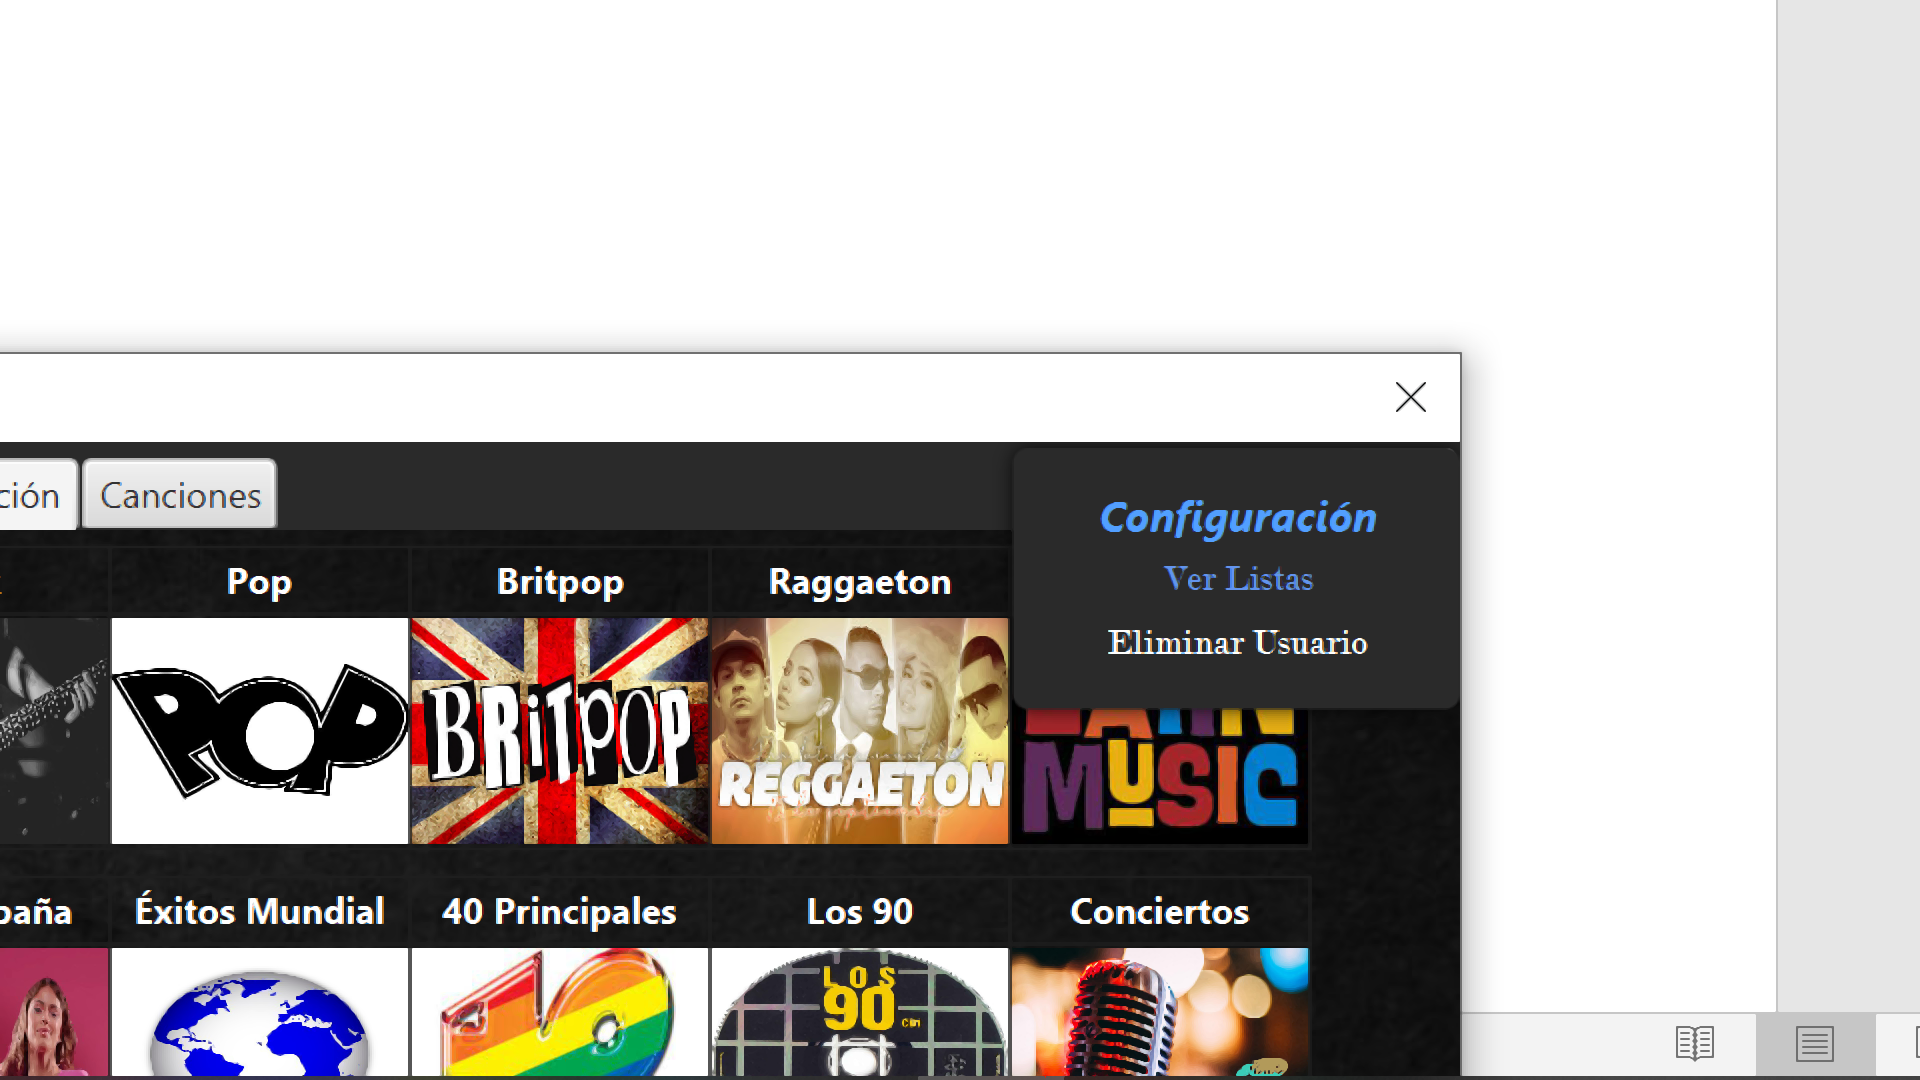 ción Canciones
Configuración
Ver Listas
Eliminar Usuario
Pop Britpop Raggaeton
POP BRITPOP REGGAETON
MUSIC
paña Éxitos Mundial 40 Principales Los 90 Conciertos
LOS
90